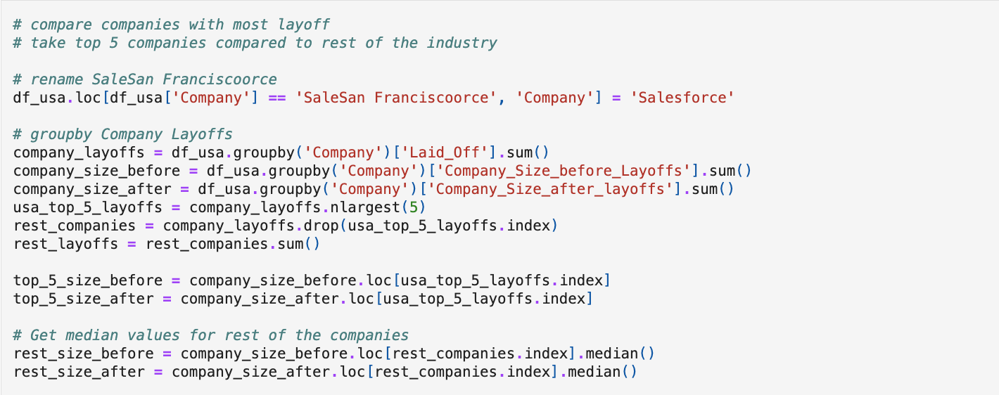 # compare companies with most layoff
# take top 5 companies compared to rest of the industry
# rename SaleSan Franciscoorce
df_usa.loc[df_usa['Company'] == 'SaleSan Franciscoorce', 'Company'] = 'Salesforce'
# groupby Company Layoffs
company_layoffs = df_usa.groupby('Company')['Laid_Off'].sum()
company_size_before = df_usa.groupby('Company')['Company_Size_before_Layoffs'].sum()
company_size_after = df_usa.groupby('Company')['Company_Size_after_layoffs'].sum()
usa_top_5_layoffs = company_layoffs.nlargest(5)
rest_companies = company_layoffs.drop(usa_top_5_layoffs.index)
rest_layoffs = rest_companies.sum()
top_5_size_before = company_size_before.loc[usa_top_5_layoffs.index]
top_5_size_after = company_size_after.loc[usa_top_5_layoffs.index]
# Get median values for rest of the companies
rest_size_before = company_size_before.loc[rest_companies.index].median()
rest_size_after = company_size_after.loc[rest_companies.index].median()